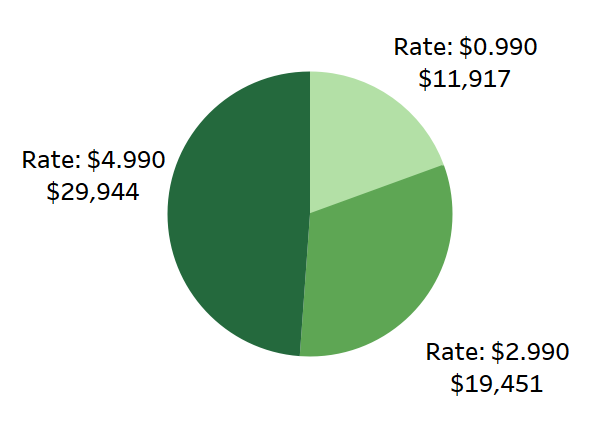 Rate: $0.990
$11,917
Rate: $4.990
$29,944
Rate: $2.990
$19,451